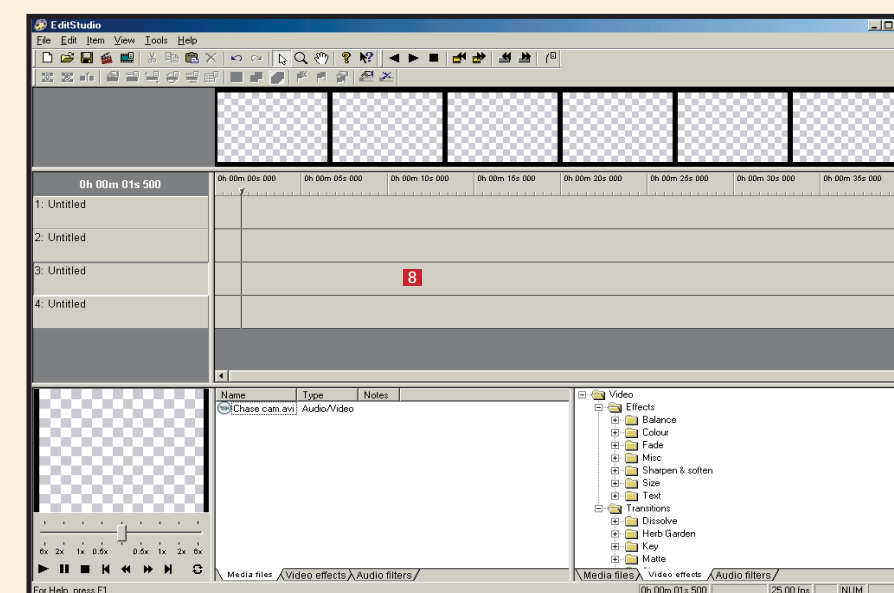 EditStudio
File Edit Item View Tools Help
0h 00m 01s 500
0h 00m 00s 000 0h 00m 05s 000 0h 00m 10s 000 0h 00m 15s 000 0h 00m 20s 000 0h 00m 25s 000 0h 00m 30s 000 0h 00m 35s 000
1: Untitled
2: Untitled
3: Untitled
8
4: Untitled
Name Type Notes
Chase cam.avi Audio/Video
Video
Effects
Balance
Colour
Fade
Misc
Sharpen & soften
Size
Text
Transitions
Dissolve
Herb Garden
Key
Matte
6x 2x 1x 0.5x 0.5x 1x 2x 6x
Media files Video effects Audio filters
Media files Video effects Audio filters
For Help, press F1
0h 00m 01s 500 25.00 fps NUM